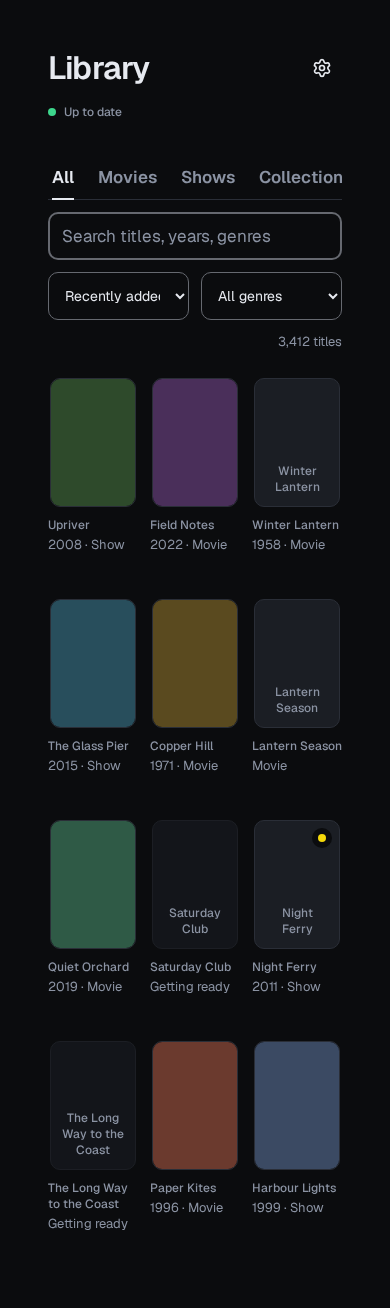 Library
Up to date
All Movies Shows Collection
Search titles, years, genres
Recently added All genres
3,412 titles
Winter
Lantern
Upriver Field Notes Winter Lantern
2008 · Show 2022 · Movie 1958 · Movie
Lantern
Season
The Glass Pier Copper Hill Lantern Season
2015 · Show 1971 · Movie Movie
Saturday Night
Club Ferry
Quiet Orchard Saturday Club Night Ferry
2019 · Movie Getting ready 2011 · Show
The Long
Way to the
Coast
The Long Way Paper Kites Harbour Lights
to the Coast 1996 · Movie 1999 · Show
Getting ready